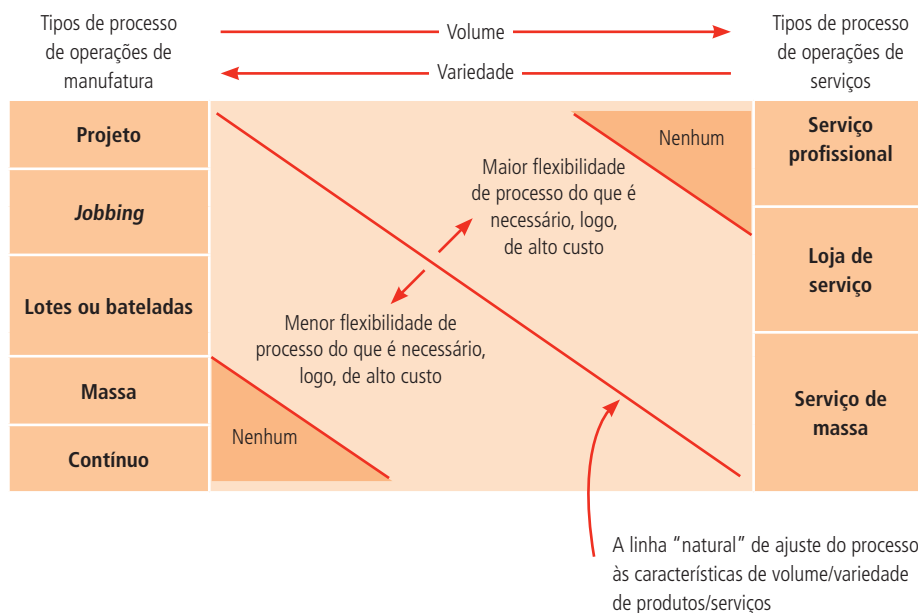 Tipos de processo
de operações de
manufatura
Volume
Variedade
Tipos de processo
de operações de
serviços
Projeto
Jobbing
Lotes ou bateladas
Massa
Contínuo
Nenhum
Maior flexibilidade
de processo do que é
necessário, logo,
de alto custo
Menor flexibilidade de
processo do que é necessário,
logo, de alto custo
Nenhum
Serviço
profissional
Loja de
serviço
Serviço de
massa
A linha “natural” de ajuste do processo
às características de volume/variedade
de produtos/serviços